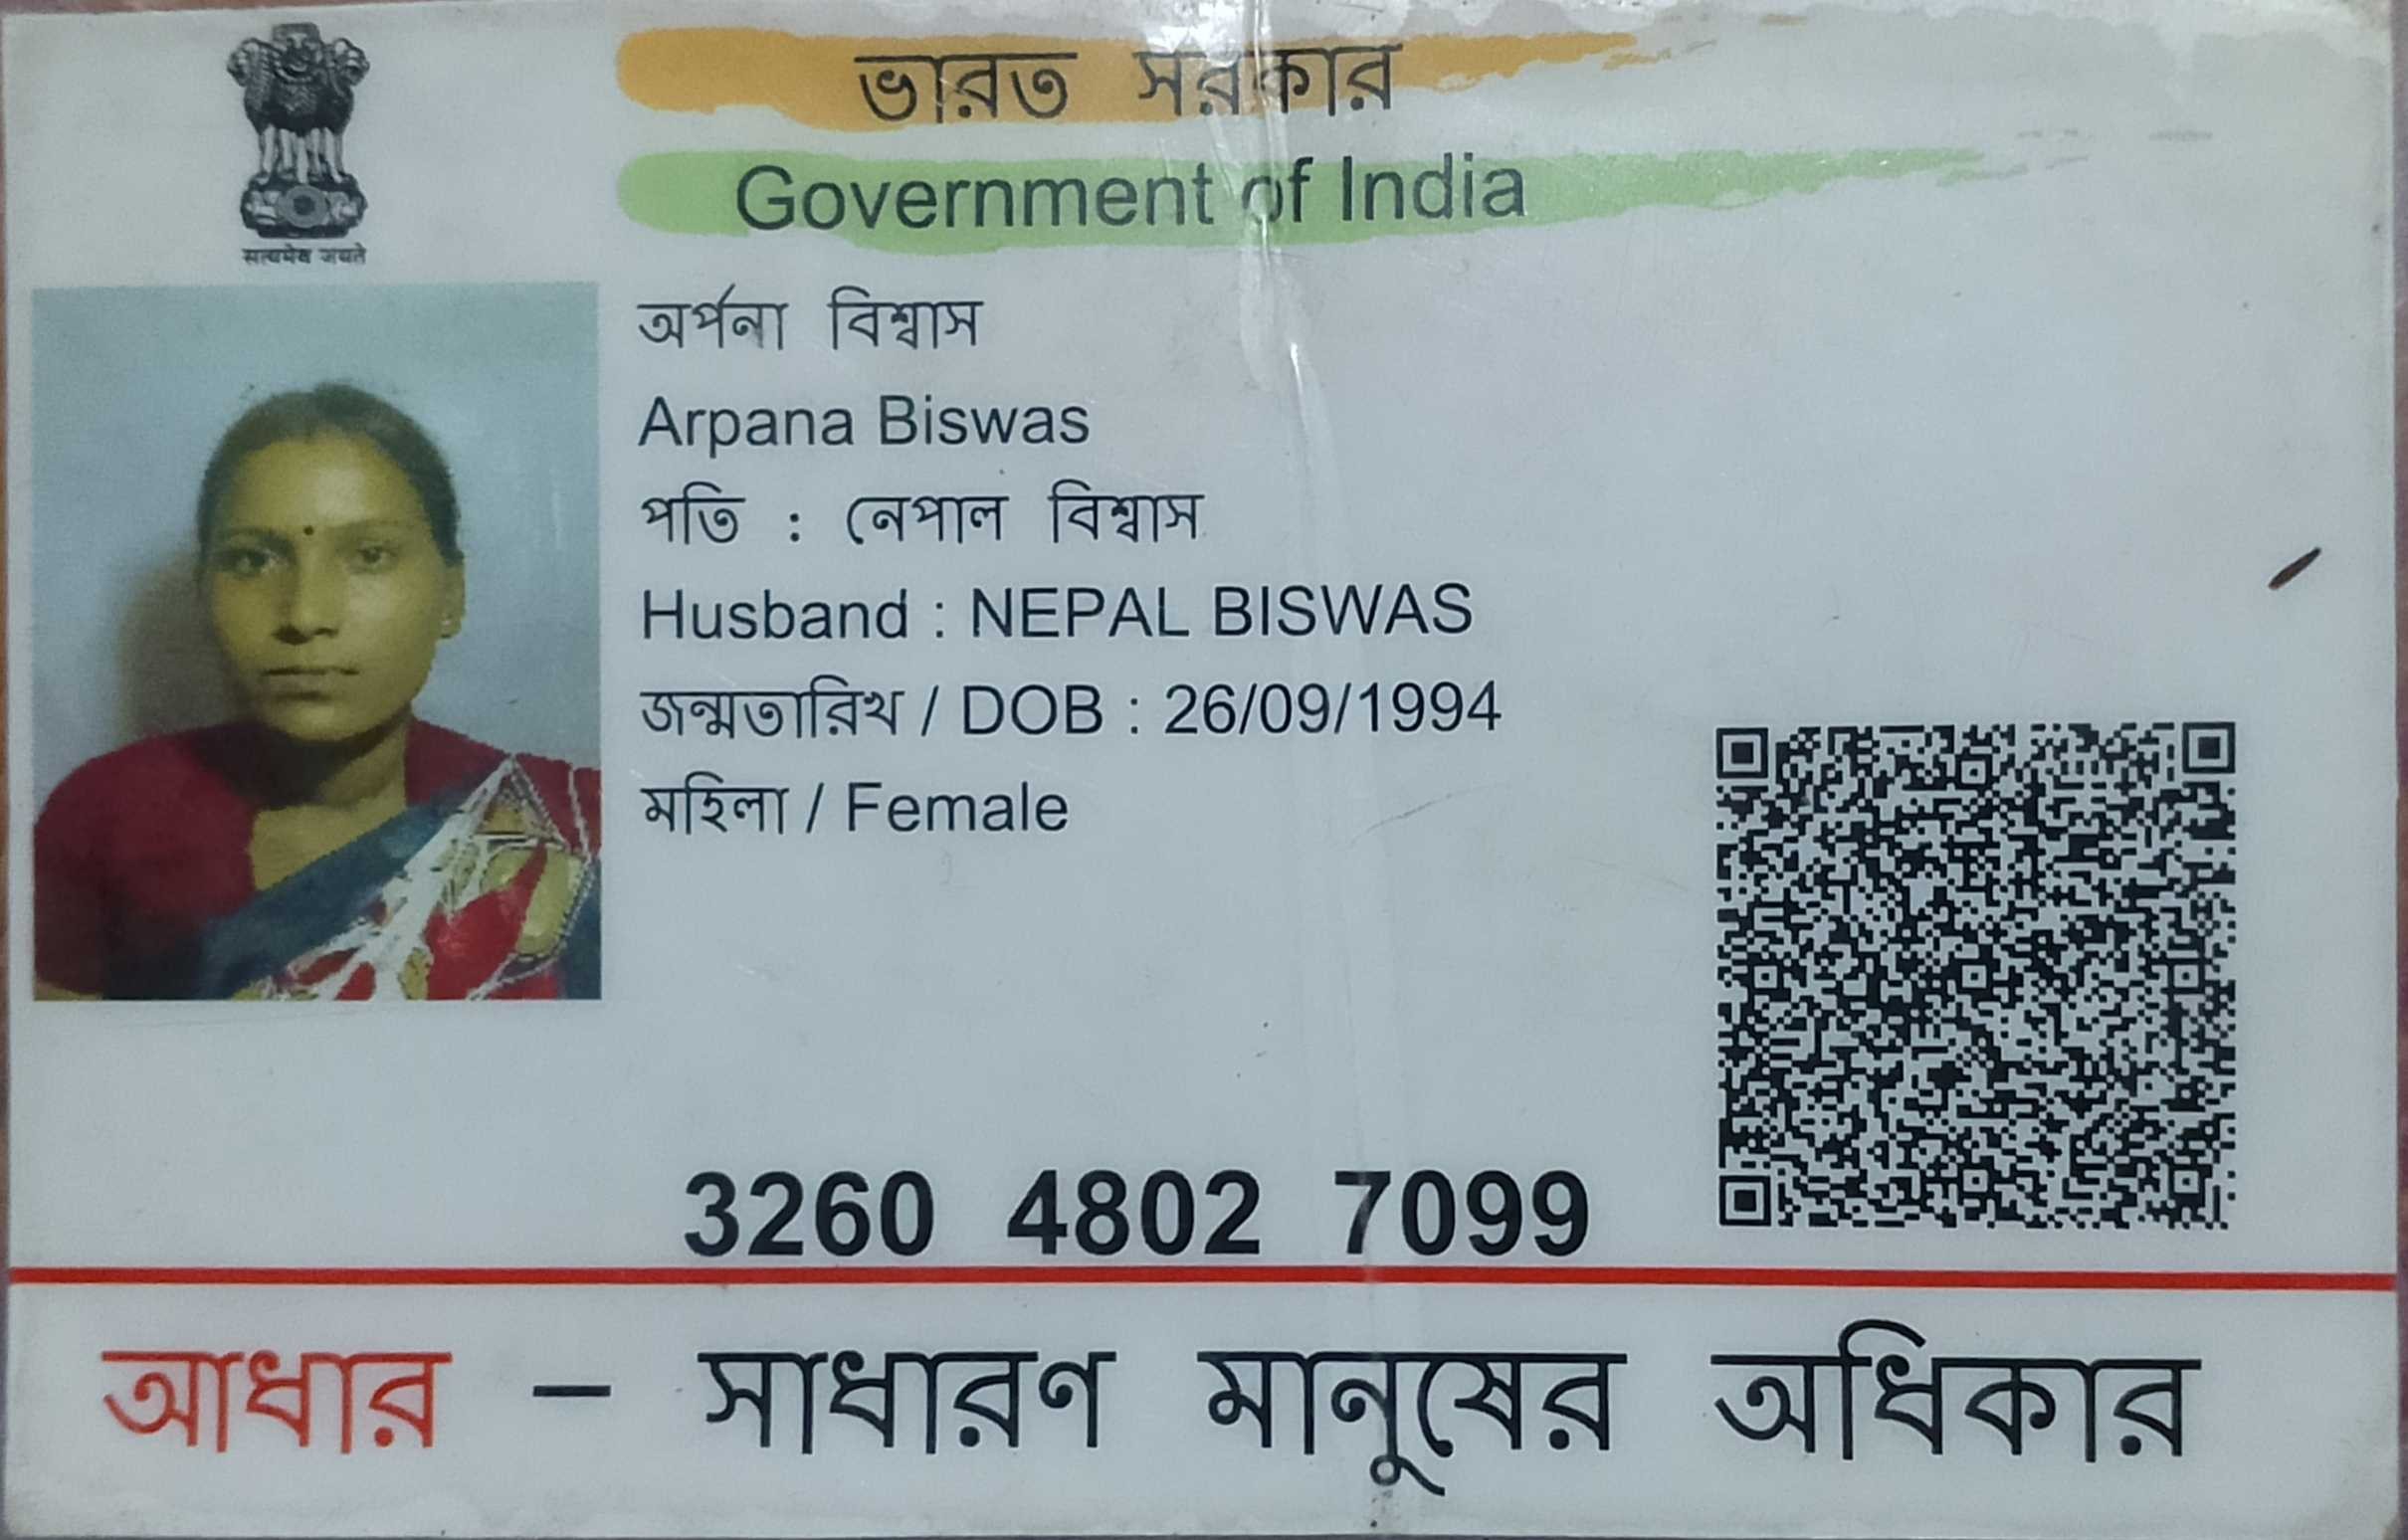 ভারত সরকার
Government of India
सत्यमेव जयते
অর্পনা বিশ্বাস
Arpana Biswas
পতি : নেপাল বিশ্বাস
Husband : NEPAL BISWAS
জন্মতারিখ / DOB : 26/09/1994
মহিলা / Female
3260 4802 7099
আধার – সাধারণ মানুষের অধিকার